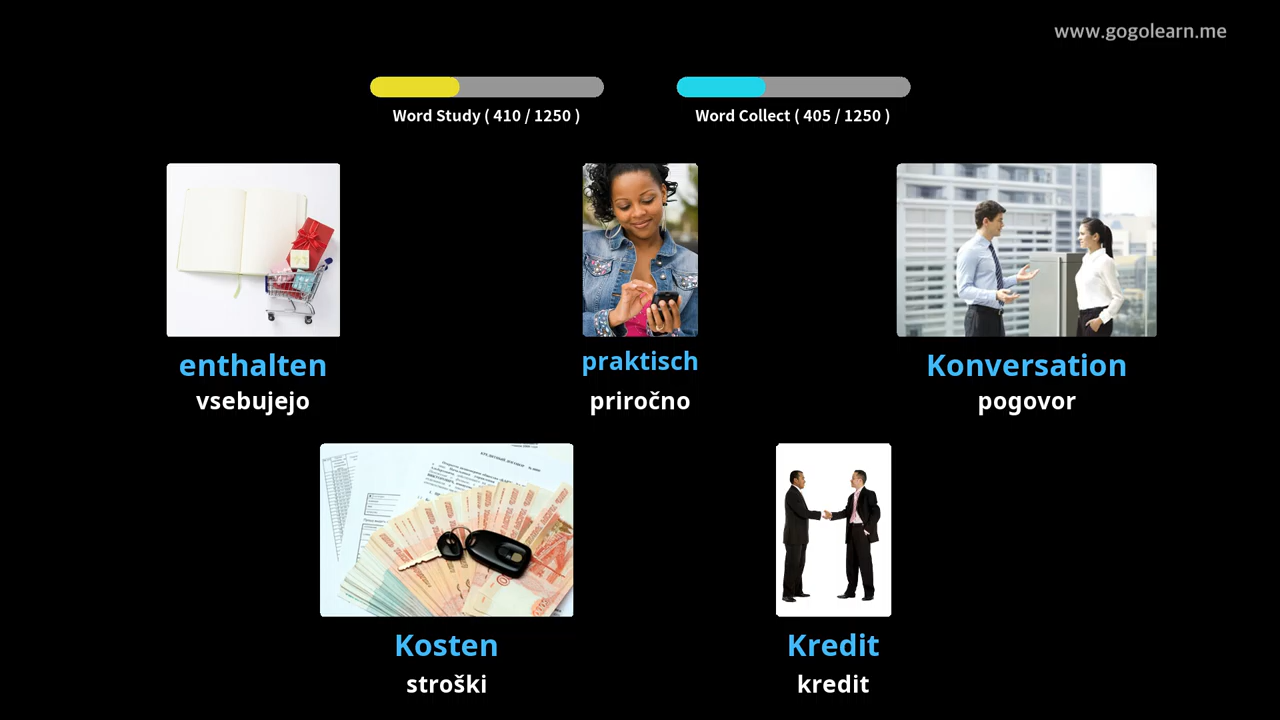 www.gogolearn.me
Word Study ( 410 / 1250 )
Word Collect ( 405 / 1250 )
enthalten
vsebujejo
praktisch
priročno
Konversation
pogovor
Kosten
stroški
Kredit
kredit